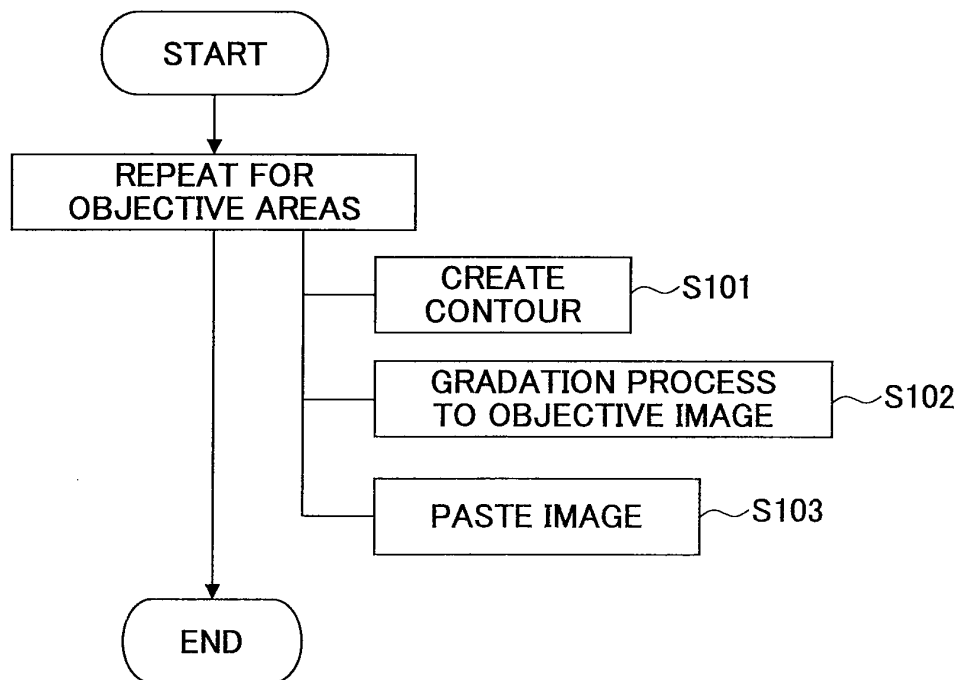 START
REPEAT FOR
OBJECTIVE AREAS
CREATE
CONTOUR
S101
GRADATION PROCESS
TO OBJECTIVE IMAGE
S102
PASTE IMAGE
S103
END